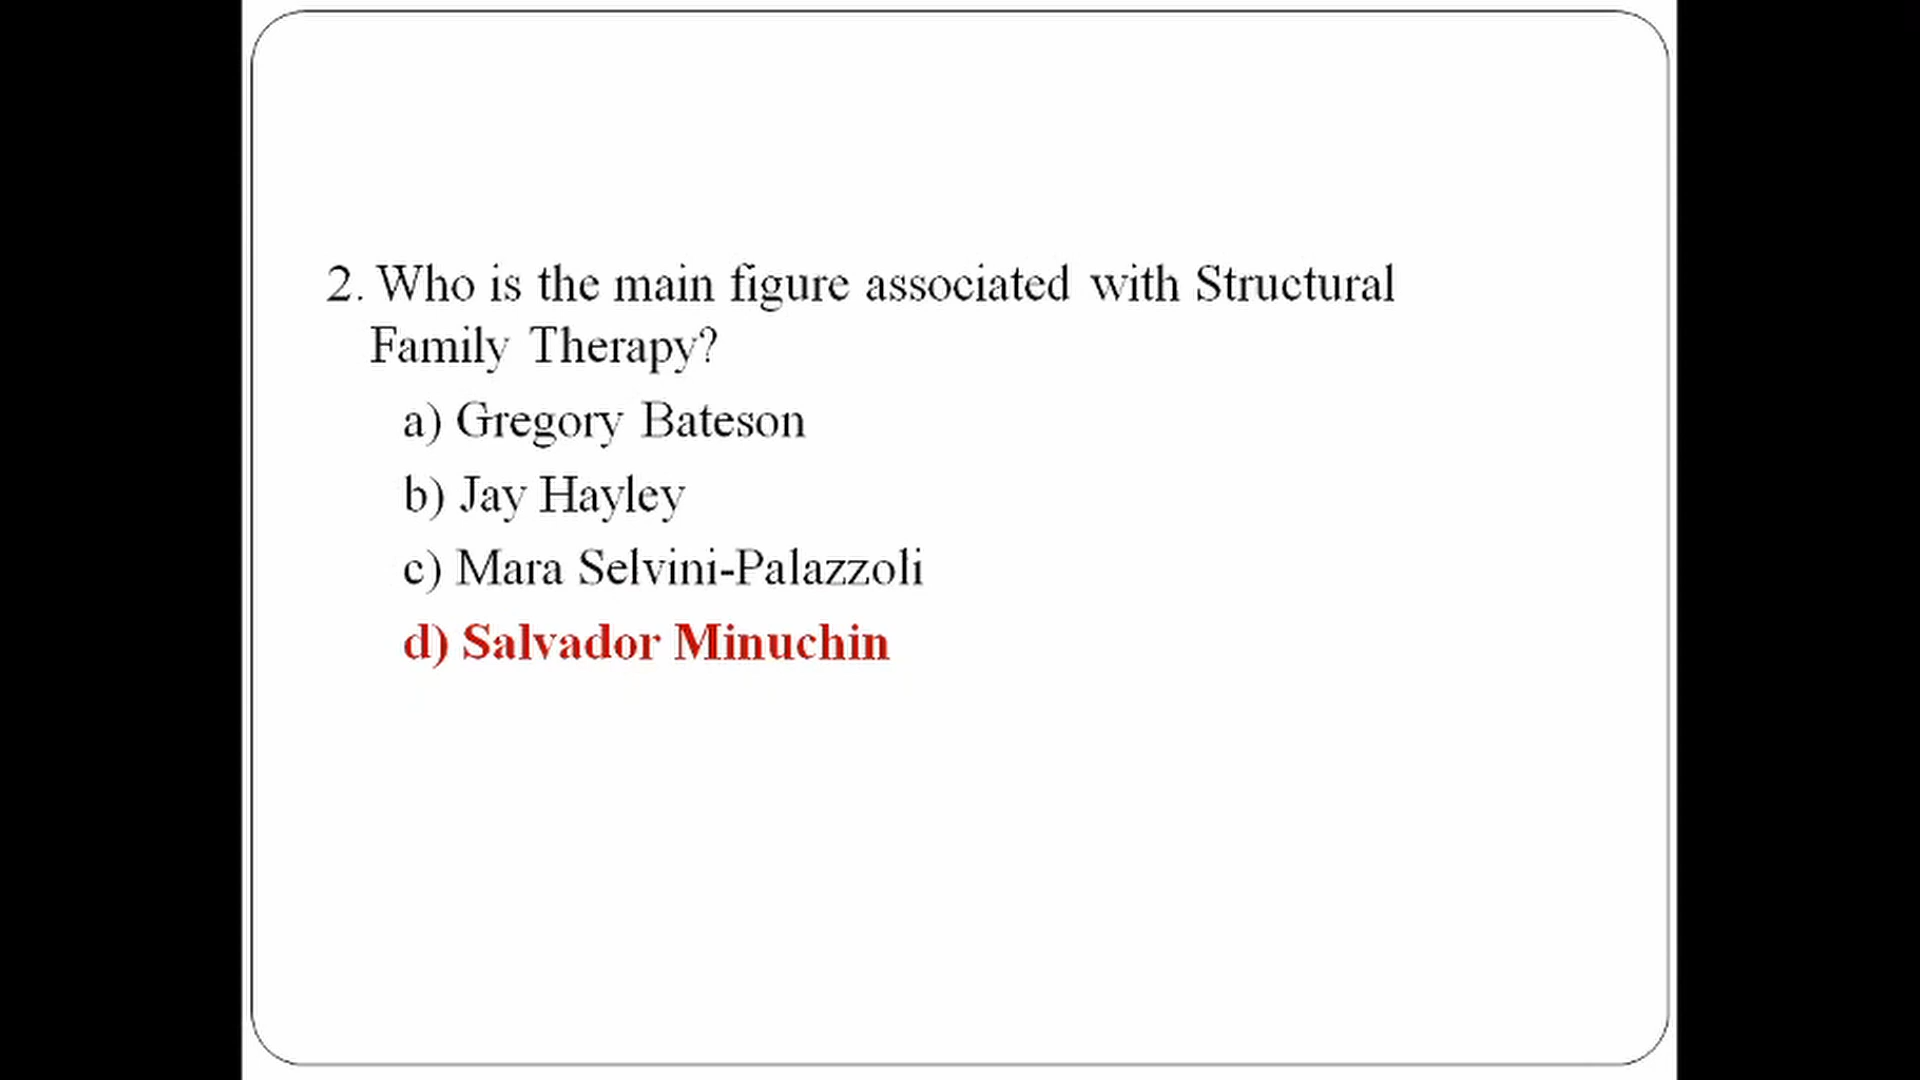 2. Who is the main figure associated with Structural
Family Therapy?
a) Gregory Bateson
b) Jay Hayley
c) Mara Selvini-Palazzoli
d) Salvador Minuchin